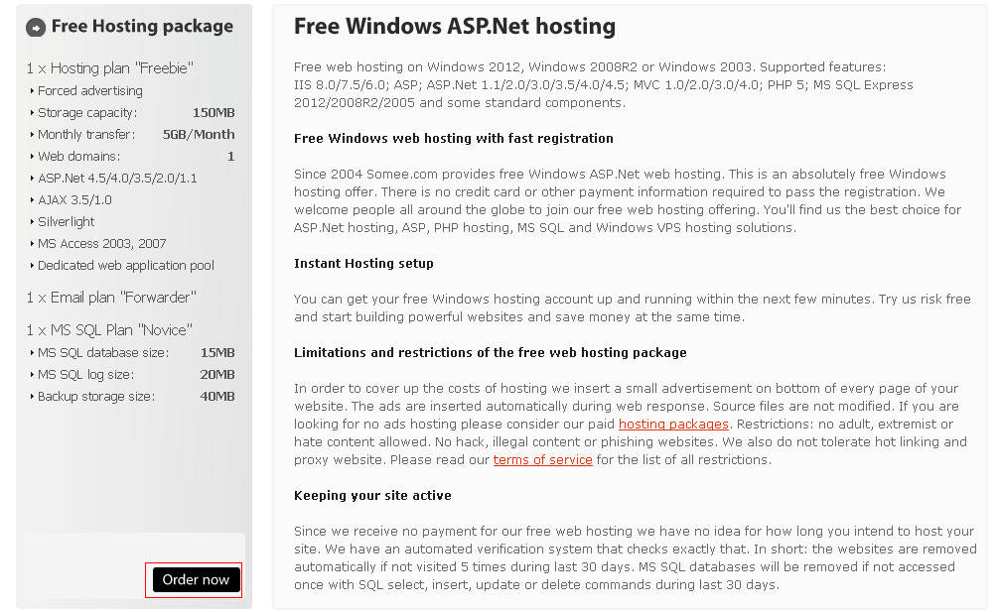 Free Hosting package
1 x Hosting plan "Freebie"
Forced advertising
Storage capacity: 150MB
Monthly transfer: 5GB/Month
Web domains: 1
ASP.Net 4.5/4.0/3.5/2.0/1.1
AJAX 3.5/1.0
Silverlight
MS Access 2003, 2007
Dedicated web application pool
1 x Email plan "Forwarder"
1 x MS SQL Plan "Novice"
MS SQL database size: 15MB
MS SQL log size: 20MB
Backup storage size: 40MB
Order now
Free Windows ASP.Net hosting
Free web hosting on Windows 2012, Windows 2008R2 or Windows 2003. Supported features:
IIS 8.0/7.5/6.0; ASP; ASP.Net 1.1/2.0/3.0/3.5/4.0/4.5; MVC 1.0/2.0/3.0/4.0; PHP 5; MS SQL Express
2012/2008R2/2005 and some standard components.
Free Windows web hosting with fast registration
Since 2004 Somee.com provides free Windows ASP.Net web hosting. This is an absolutely free Windows
hosting offer. There is no credit card or other payment information required to pass the registration. We
welcome people all around the globe to join our free web hosting offering. You'll find us the best choice for
ASP.Net hosting, ASP, PHP hosting, MS SQL and Windows VPS hosting solutions.
Instant Hosting setup
You can get your free Windows hosting account up and running within the next few minutes. Try us risk free
and start building powerful websites and save money at the same time.
Limitations and restrictions of the free web hosting package
In order to cover up the costs of hosting we insert a small advertisement on bottom of every page of your
website. The ads are inserted automatically during web response. Source files are not modified. If you are
looking for no ads hosting please consider our paid hosting packages. Restrictions: no adult, extremist or
hate content allowed. No hack, illegal content or phishing websites. We also do not tolerate hot linking and
proxy website. Please read our terms of service for the list of all restrictions.
Keeping your site active
Since we receive no payment for our free web hosting we have no idea for how long you intend to host your
site. We have an automated verification system that checks exactly that. In short: the websites are removed
automatically if not visited 5 times during last 30 days. MS SQL databases will be removed if not accessed
once with SQL select, insert, update or delete commands during last 30 days.